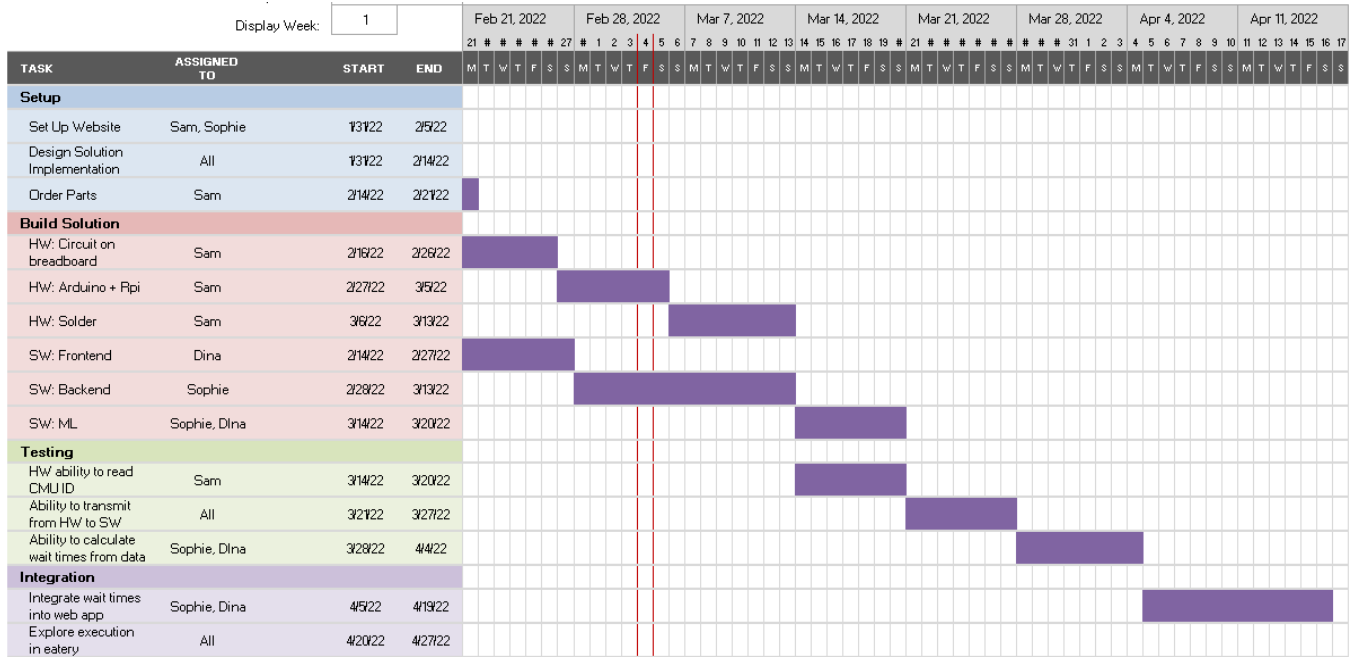 Display Week: 1
Feb 21, 2022 Feb 28, 2022 Mar 7, 2022 Mar 14, 2022 Mar 21, 2022 Mar 28, 2022 Apr 4, 2022 Apr 11, 2022
21 # # # # # 27 # 1 2 3 4 5 6 7 8 9 10 11 12 13 14 15 16 17 18 19 # 21 # # # # # # # # # 31 1 2 3 4 5 6 7 8 9 10 11 12 13 14 15 16 17
TASK ASSIGNED TO START END M T W T F S S M T W T F S S M T W T F S S M T W T F S S M T W T F S S M T W T F S S M T W T F S S M T W T F S S
Setup
Set Up Website Sam, Sophie 1/31/22 2/5/22
Design Solution
Implementation All 1/31/22 2/14/22
Order Parts Sam 2/14/22 2/21/22
Build Solution
HW: Circuit on
breadboard Sam 2/16/22 2/26/22
HW: Arduino + Rpi Sam 2/27/22 3/5/22
HW: Solder Sam 3/6/22 3/13/22
SW: Frontend Dina 2/14/22 2/27/22
SW: Backend Sophie 2/28/22 3/13/22
SW: ML Sophie, DIna 3/14/22 3/20/22
Testing
HW ability to read
CMU ID Sam 3/14/22 3/20/22
Ability to transmit
from HW to SW All 3/21/22 3/27/22
Ability to calculate
wait times from data Sophie, DIna 3/28/22 4/4/22
Integration
Integrate wait times
into web app Sophie, Dina 4/5/22 4/19/22
Explore execution
in eatery All 4/20/22 4/27/22